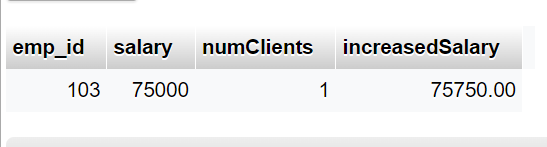 emp_id salary numClients increasedSalary
103 75000 1 75750.00